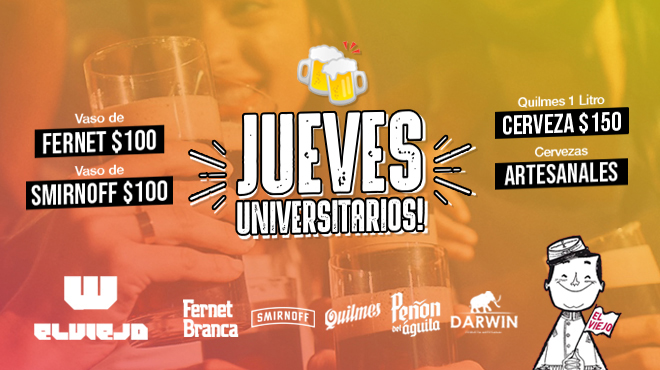 Vaso de
FERNET $100
Vaso de
SMIRNOFF $100
JUEVES
UNIVERSITARIOS!
Quilmes 1 Litro
CERVEZA $150
Cervezas
ARTESANALES
W
ELVIEJO
Fernet
Branca
SMIRNOFF
Quilmes
Peñón
del águila
DARWIN
EL
VIEJO